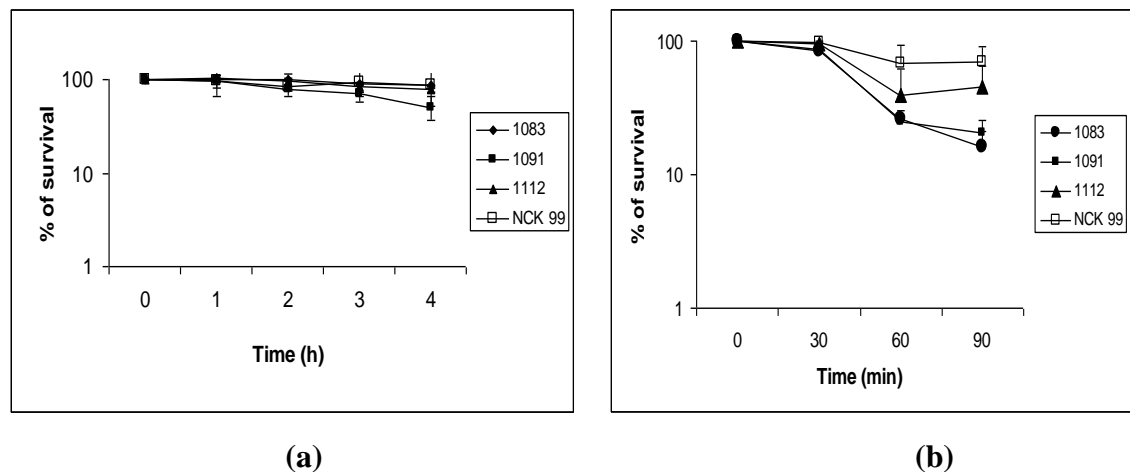 100
10
1
% of survival
0 1 2 3 4
Time (h)
1083
1091
1112
NCK 99
(a)
100
10
1
% of survival
0 30 60 90
Time (min)
1083
1091
1112
NCK 99
(b)